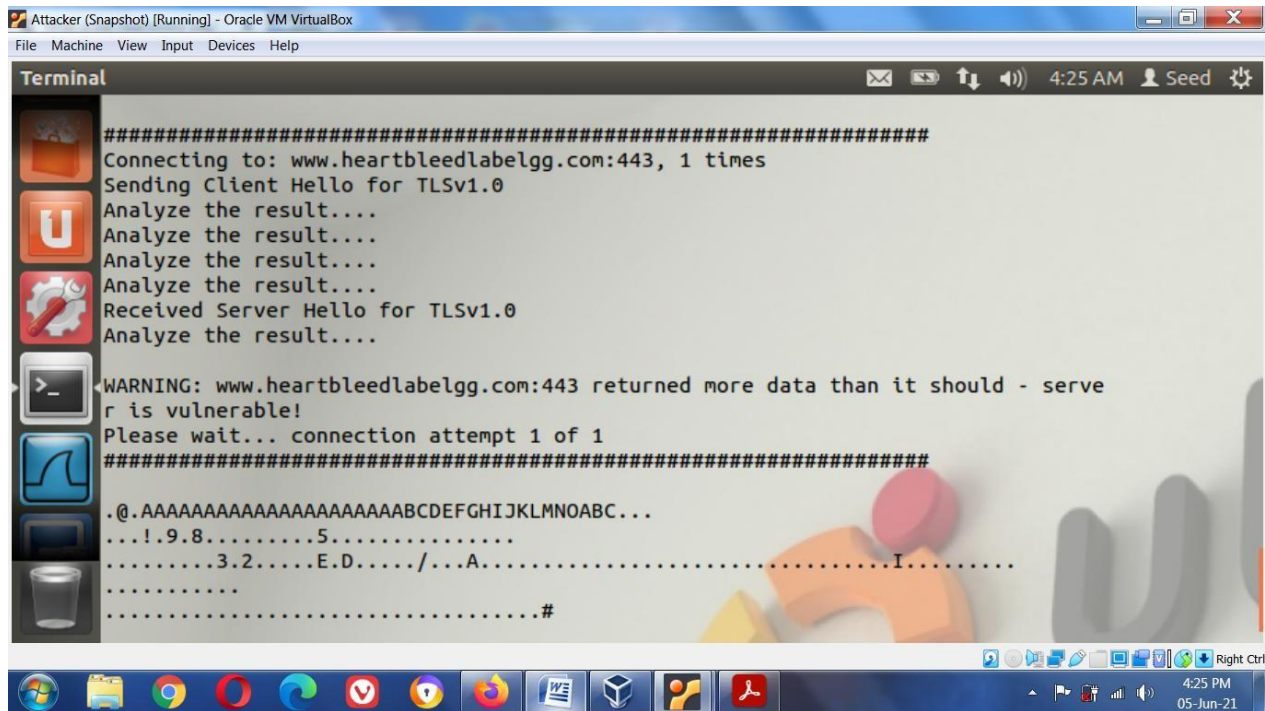 Attacker (Snapshot) [Running] - Oracle VM VirtualBox
File Machine View Input Devices Help
Terminal 4:25 AM Seed
#################################################################
Connecting to: www.heartbleedlabelgg.com:443, 1 times
Sending Client Hello for TLSv1.0
Analyze the result....
Analyze the result....
Analyze the result....
Analyze the result....
Received Server Hello for TLSv1.0
Analyze the result....
WARNING: www.heartbleedlabelgg.com:443 returned more data than it should - serve
r is vulnerable!
Please wait... connection attempt 1 of 1
#################################################################
.@.AAAAAAAAAAAAAAAAAAAAABCDEFGHIJKLMNOABC...
...!.9.8.........5...............
.........3.2.....E.D...../...A.................................I.........
...........
...................................#
Right Ctrl
4:25 PM
05-Jun-21